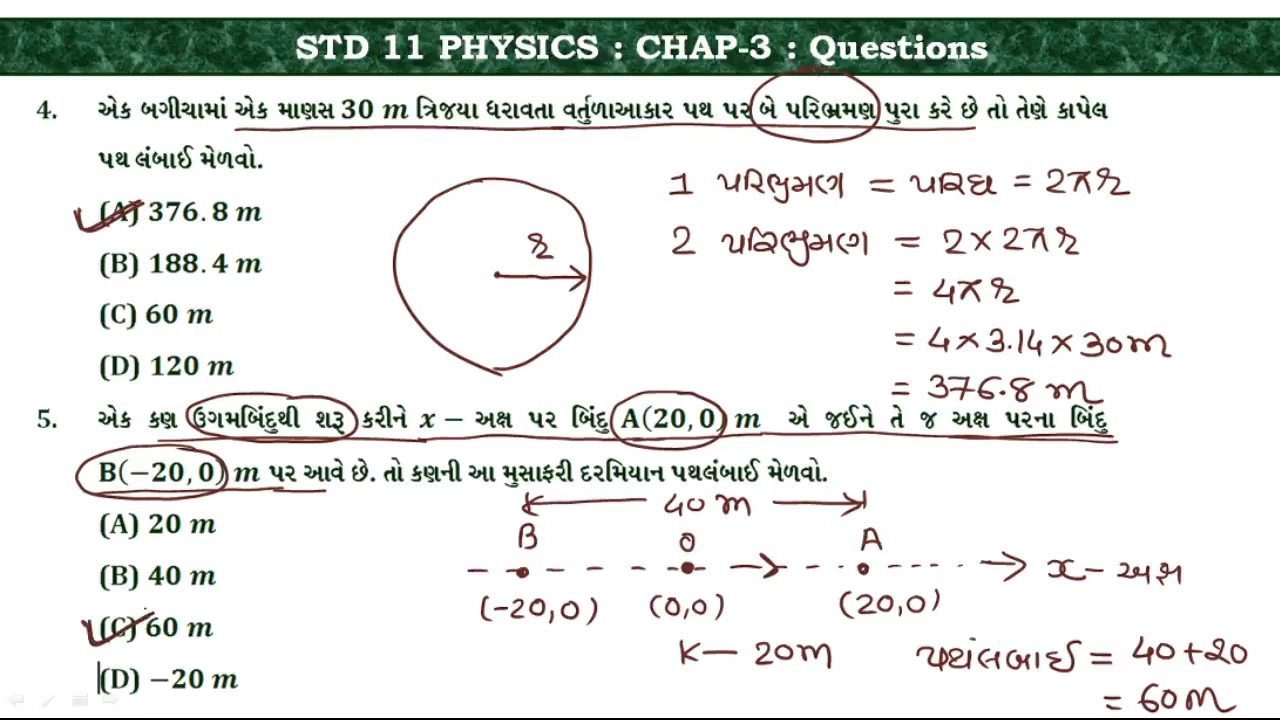 STD 11 PHYSICS : CHAP-3 : Questions
4. એક બગીચામાં એક માણસ 30 m ત્રિજ્યા ધરાવતા વર્તુળાઆકાર પથ પર બે પરિભ્રમણ પુરા કરે છે તો તેણે કાપેલ
પથ લંબાઈ મેળવો.
(A) 376.8 m
(B) 188.4 m
(C) 60 m
(D) 120 m
r
1 પરિભ્રમણ = પરિઘ = 2πr
2 પરિભ્રમણ = 2 × 2πr
= 4πr
= 4 × 3.14 × 30m
= 376.8 m
5. એક કણ ઉગમબિંદુથી શરૂ કરીને x − અક્ષ પર બિંદુ A(20, 0) m એ જઈને તે જ અક્ષ પરના બિંદુ
B(−20, 0) m પર આવે છે. તો કણની આ મુસાફરી દરમિયાન પથલંબાઈ મેળવો.
(A) 20 m
(B) 40 m
(C) 60 m
(D) −20 m
40 m
B O A
x − અક્ષ
(-20,0) (0,0) (20,0)
20m
પથલંબાઈ = 40 + 20
= 60m